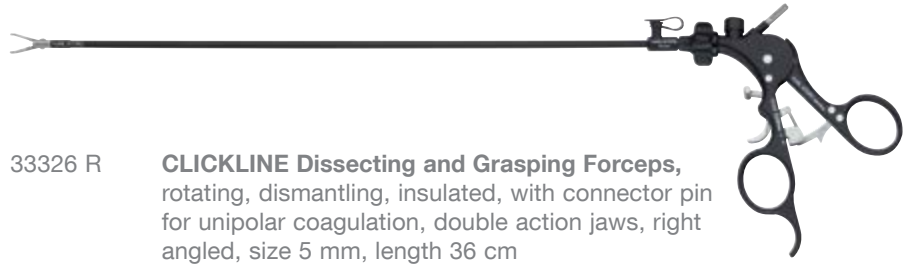 33326 R CLICKLINE Dissecting and Grasping Forceps,
rotating, dismantling, insulated, with connector pin
for unipolar coagulation, double action jaws, right
angled, size 5 mm, length 36 cm